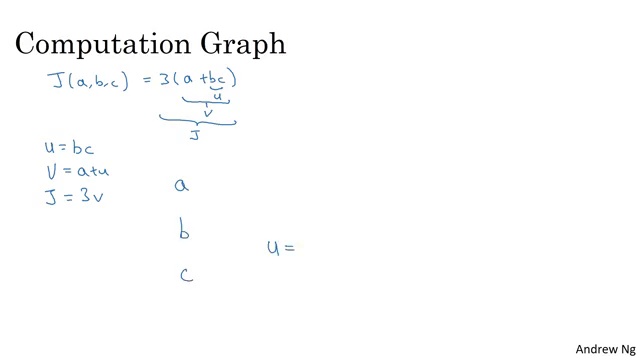 Computation Graph
J(a,b,c) = 3(a+bc)
u
v
J
u = bc
V = a+u
J = 3v
a
b
u =
c
Andrew Ng